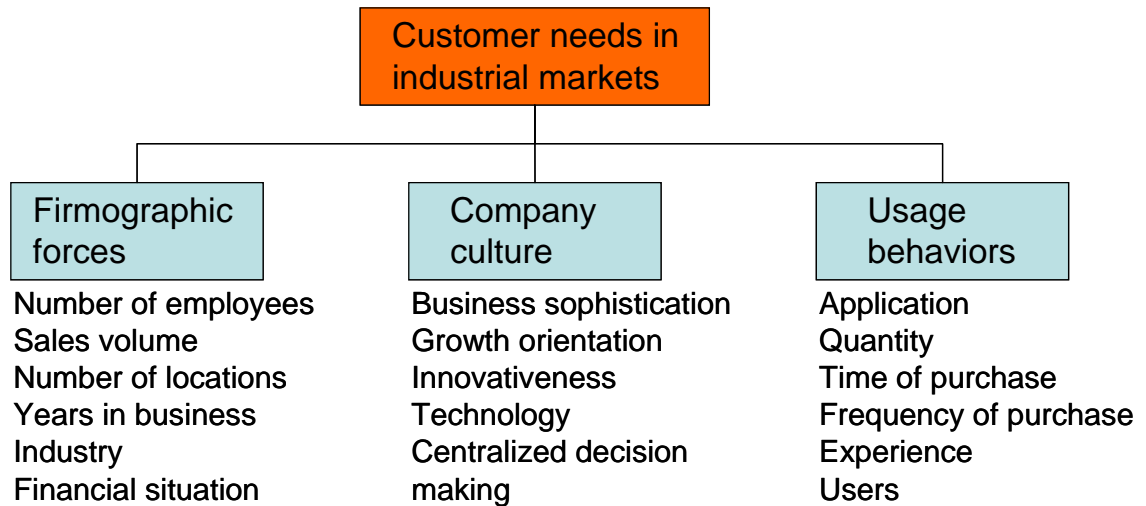 Customer needs in
industrial markets
Firmographic
forces
Number of employees
Sales volume
Number of locations
Years in business
Industry
Financial situation
Company
culture
Business sophistication
Growth orientation
Innovativeness
Technology
Centralized decision
making
Usage
behaviors
Application
Quantity
Time of purchase
Frequency of purchase
Experience
Users